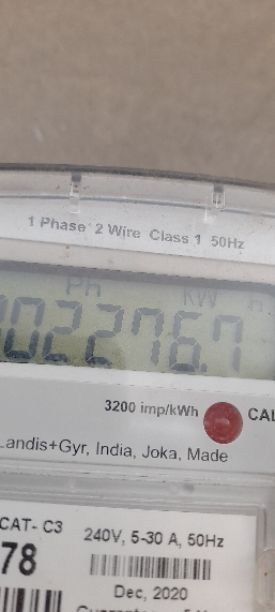 1 Phase 2 Wire Class 1 50Hz
Ph KW H
002276.7
3200 imp/kWh CAL
Landis+Gyr, India, Joka, Made
CAT- C3
78
240V, 5-30 A, 50Hz
Dec, 2020